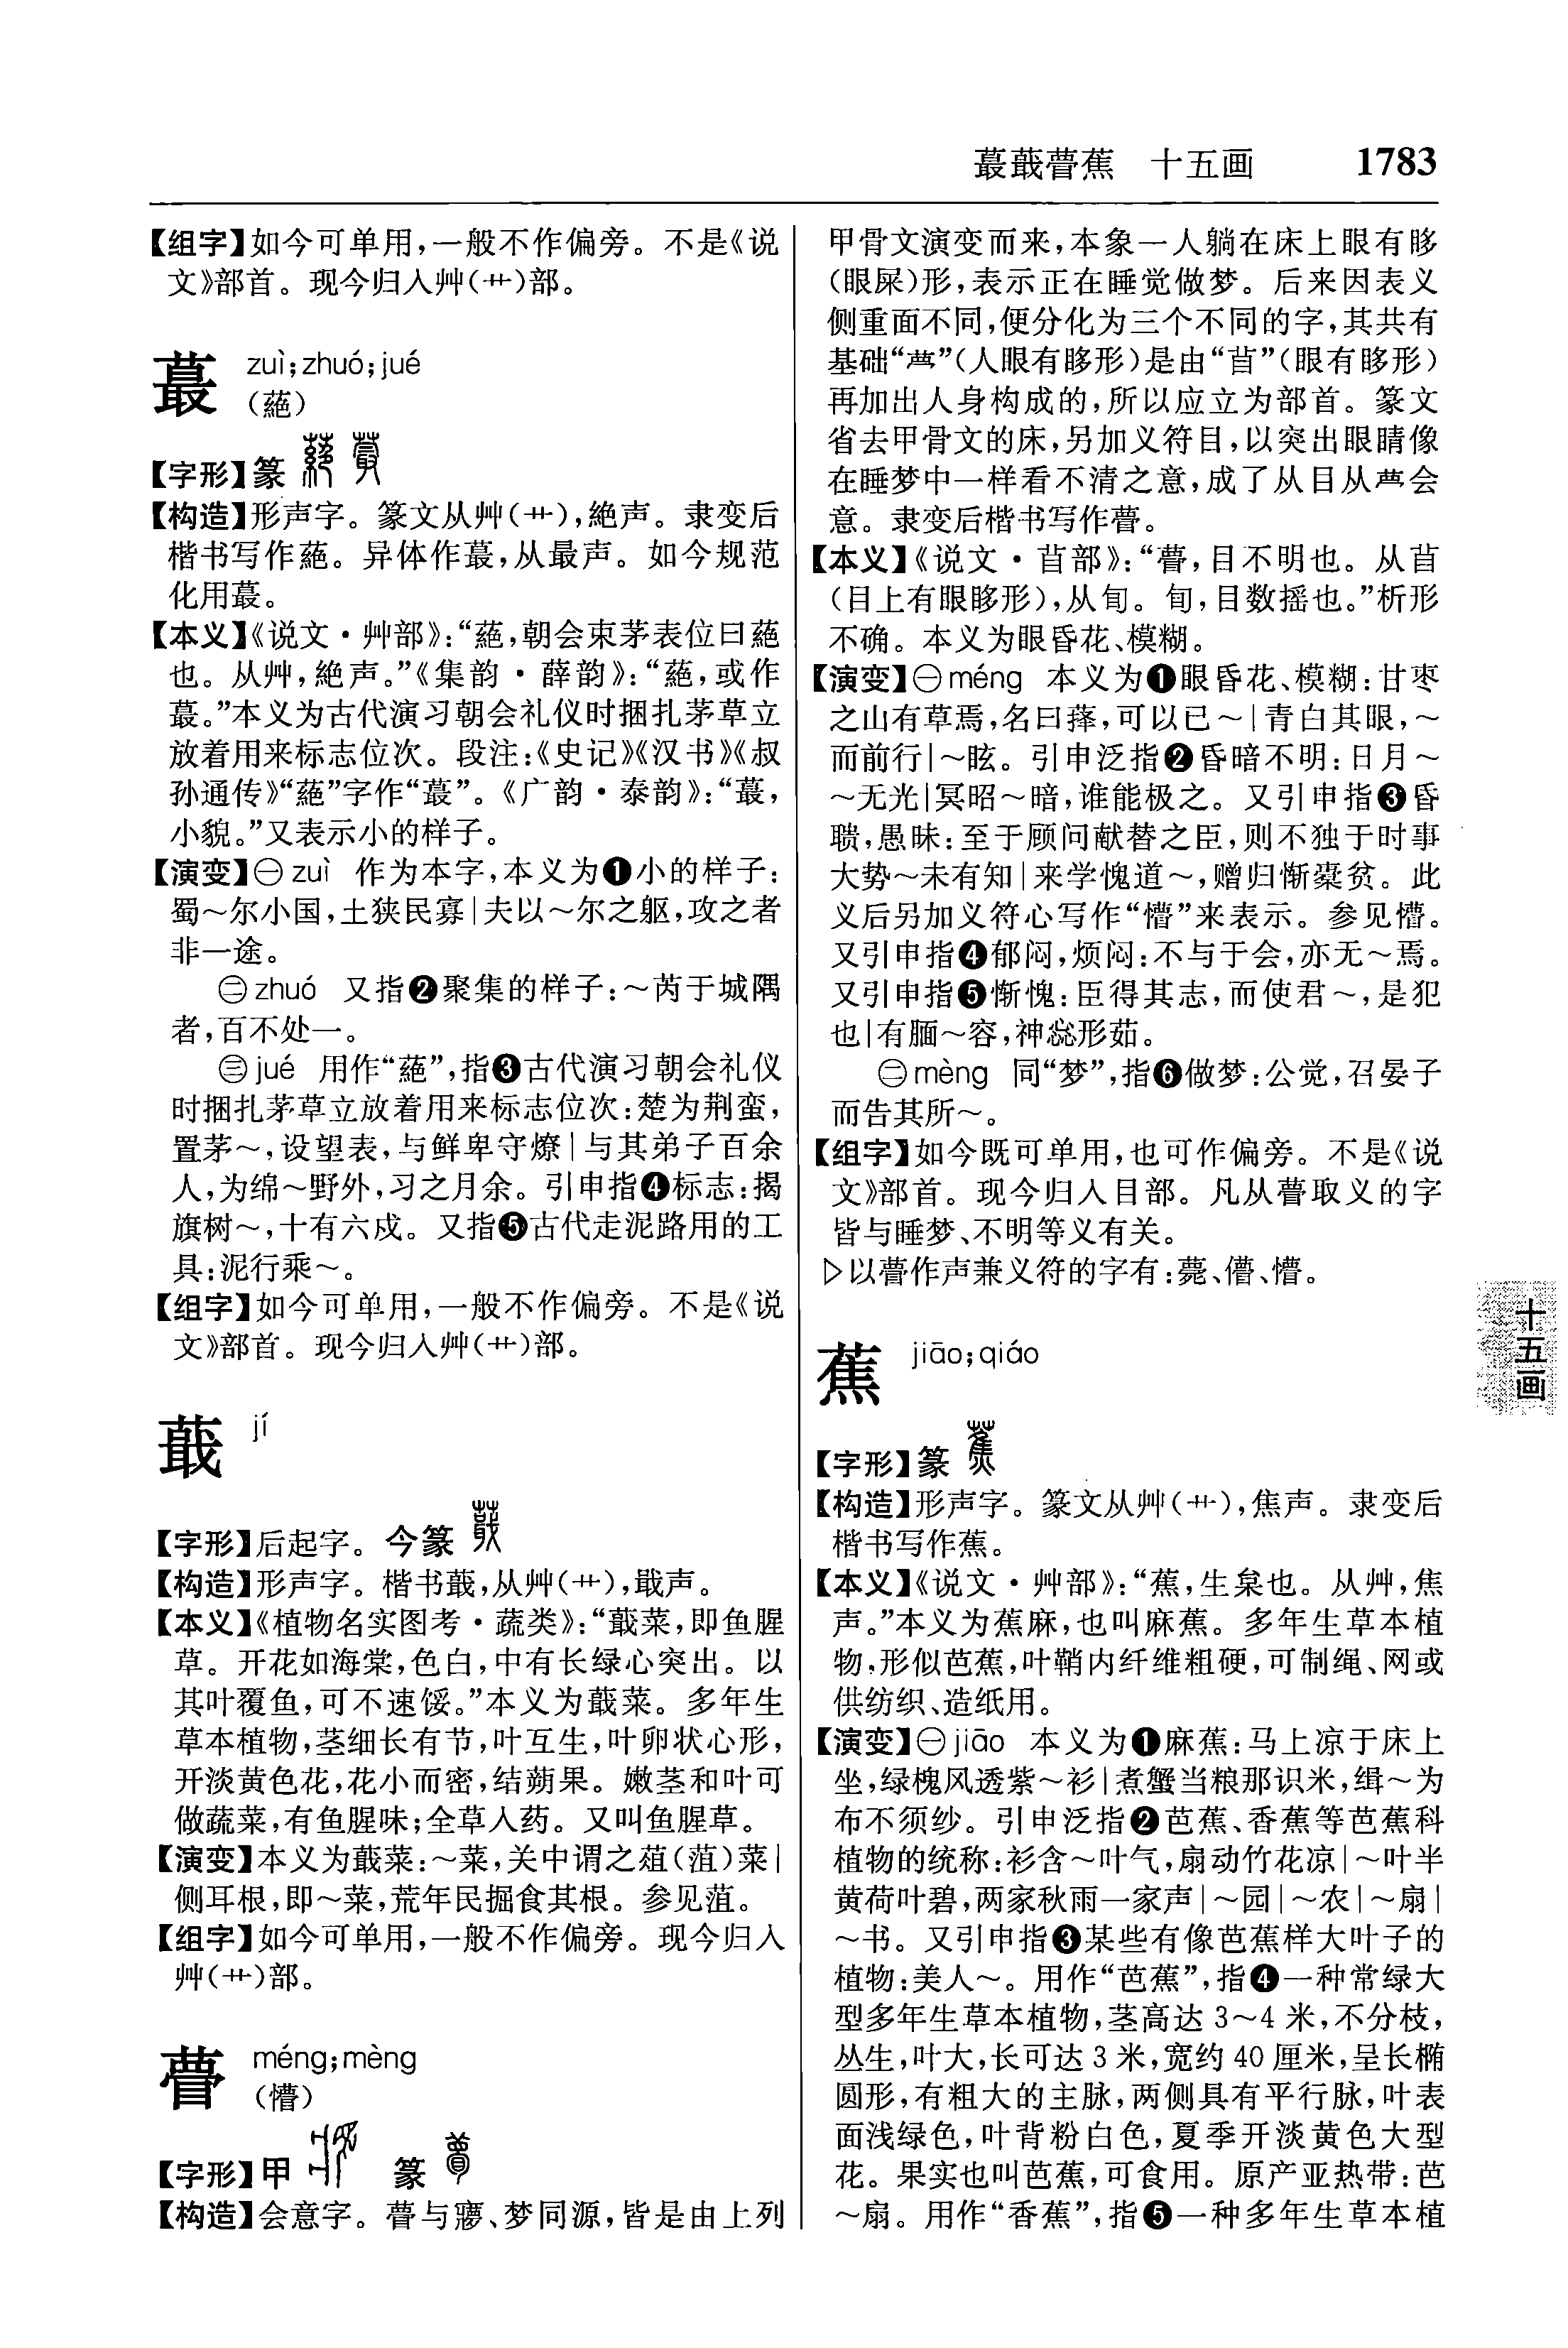 蕞蕺瞢蕉 十五画 1783
【组字】如今可单用,一般不作偏旁。不是《说
文》部首。现今归入艸(艹)部。
蕞 zuì;zhuó;jué
(蕝)
【字形】篆
【构造】形声字。篆文从艸(艹),絶声。隶变后
楷书写作蕝。异体作蕞,从最声。如今规范
化用蕞。
【本义】《说文·艸部》:“蕝,朝会束茅表位曰蕝
也。从艸,絶声。”《集韵·薛韵》:“蕝,或作
蕞。”本义为古代演习朝会礼仪时捆扎茅草立
放着用来标志位次。段注:《史记》《汉书》《叔
孙通传》“蕝”字作“蕞”。《广韵·泰韵》:“蕞,
小貌。”又表示小的样子。
【演变】㊀zuì 作为本字,本义为❶小的样子:
蜀～尔小国,土狭民寡|夫以～尔之躯,攻之者
非一途。
㊁zhuó 又指❷聚集的样子:～芮于城隅
者,百不处一。
㊂jué 用作“蕝”,指❸古代演习朝会礼仪
时捆扎茅草立放着用来标志位次:楚为荆蛮,
置茅～,设望表,与鲜卑守燎|与其弟子百余
人,为绵～野外,习之月余。引申指❹标志:揭
旗树～,十有六戍。又指❺古代走泥路用的工
具:泥行乘～。
【组字】如今可单用,一般不作偏旁。不是《说
文》部首。现今归入艸(艹)部。
蕺 jí
【字形】后起字。今篆
【构造】形声字。楷书蕺,从艸(艹),戢声。
【本义】《植物名实图考·蔬类》:“蕺菜,即鱼腥
草。开花如海棠,色白,中有长绿心突出。以
其叶覆鱼,可不速馁。”本义为蕺菜。多年生
草本植物,茎细长有节,叶互生,叶卵状心形,
开淡黄色花,花小而密,结蒴果。嫩茎和叶可
做蔬菜,有鱼腥味;全草入药。又叫鱼腥草。
【演变】本义为蕺菜:～菜,关中谓之葅(菹)菜|
侧耳根,即～菜,荒年民掘食其根。参见菹。
【组字】如今可单用,一般不作偏旁。现今归入
艸(艹)部。
瞢 méng;mèng
(懵)
【字形】甲 篆
【构造】会意字。瞢与㝱、梦同源,皆是由上列
甲骨文演变而来,本象一人躺在床上眼有眵
(眼屎)形,表示正在睡觉做梦。后来因表义
侧重面不同,便分化为三个不同的字,其共有
基础“”(人眼有眵形)是由“苜”(眼有眵形)
再加出人身构成的,所以应立为部首。篆文
省去甲骨文的床,另加义符目,以突出眼睛像
在睡梦中一样看不清之意,成了从目从会
意。隶变后楷书写作瞢。
【本义】《说文·苜部》:“瞢,目不明也。从苜
(目上有眼眵形),从旬。旬,目数摇也。”析形
不确。本义为眼昏花、模糊。
【演变】㊀méng 本义为❶眼昏花、模糊:甘枣
之山有草焉,名曰萚,可以已～|青白其眼,～
而前行|～眩。引申泛指❷昏暗不明:日月～
～无光|冥昭～暗,谁能极之。又引申指❸昏
聩,愚昧:至于顾问献替之臣,则不独于时事
大势～未有知|来学愧道～,赠归惭橐贫。此
义后另加义符心写作“懵”来表示。参见懵。
又引申指❹郁闷,烦闷:不与于会,亦无～焉。
又引申指❺惭愧:臣得其志,而使君～,是犯
也|有腼～容,神惢形茹。
㊁mèng 同“梦”,指❻做梦:公觉,召晏子
而告其所～。
【组字】如今既可单用,也可作偏旁。不是《说
文》部首。现今归入目部。凡从瞢取义的字
皆与睡梦、不明等义有关。
▷以瞢作声兼义符的字有:薨、儚、懵。
蕉 jiāo;qiáo
【字形】篆
【构造】形声字。篆文从艸(艹),焦声。隶变后
楷书写作蕉。
【本义】《说文·艸部》:“蕉,生枲也。从艸,焦
声。”本义为蕉麻,也叫麻蕉。多年生草本植
物,形似芭蕉,叶鞘内纤维粗硬,可制绳、网或
供纺织、造纸用。
【演变】㊀jiāo 本义为❶麻蕉:马上凉于床上
坐,绿槐风透紫～衫|煮蟹当粮那识米,缉～为
布不须纱。引申泛指❷芭蕉、香蕉等芭蕉科
植物的统称:衫含～叶气,扇动竹花凉|～叶半
黄荷叶碧,两家秋雨一家声|～园|～农|～扇|
～书。又引申指❸某些有像芭蕉样大叶子的
植物:美人～。用作“芭蕉”,指❹一种常绿大
型多年生草本植物,茎高达 3～4 米,不分枝,
丛生,叶大,长可达 3 米,宽约 40 厘米,呈长椭
圆形,有粗大的主脉,两侧具有平行脉,叶表
面浅绿色,叶背粉白色,夏季开淡黄色大型
花。果实也叫芭蕉,可食用。原产亚热带:芭
～扇。用作“香蕉”,指❺一种多年生草本植
十五画